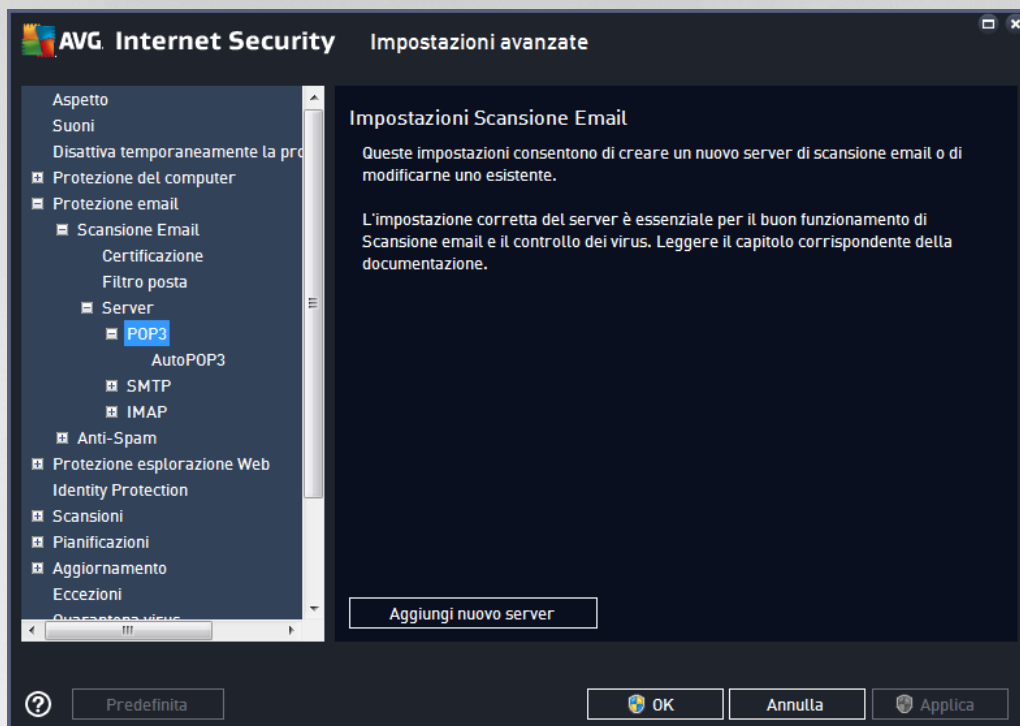 AVG. Internet Security Impostazioni avanzate
Aspetto
Suoni
Disattiva temporaneamente la pro
Protezione del computer
Protezione email
Scansione Email
Certificazione
Filtro posta
Server
POP3
AutoPOP3
SMTP
IMAP
Anti-Spam
Protezione esplorazione Web
Identity Protection
Scansioni
Pianificazioni
Aggiornamento
Eccezioni
Quarantena virus
Impostazioni Scansione Email
Queste impostazioni consentono di creare un nuovo server di scansione email o di
modificarne uno esistente.
L'impostazione corretta del server è essenziale per il buon funzionamento di
Scansione email e il controllo dei virus. Leggere il capitolo corrispondente della
documentazione.
Aggiungi nuovo server
Predefinita
OK
Annulla
Applica